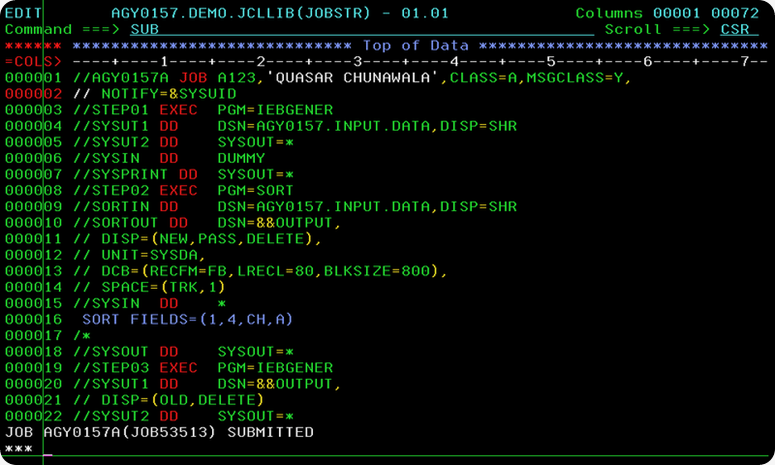 EDIT       AGY0157.DEMO.JCLLIB(JOBSTR) - 01.01             Columns 00001 00072
Command ===> SUB                                              Scroll ===> CSR
****** **************************** Top of Data *****************************
=COLS> ----+----1----+----2----+----3----+----4----+----5----+----6----+----7--
000001 //AGY0157A JOB A123,'QUASAR CHUNAWALA',CLASS=A,MSGCLASS=Y,
000002 // NOTIFY=&SYSUID
000003 //STEP01 EXEC  PGM=IEBGENER
000004 //SYSUT1 DD    DSN=AGY0157.INPUT.DATA,DISP=SHR
000005 //SYSUT2 DD    SYSOUT=*
000006 //SYSIN  DD    DUMMY
000007 //SYSPRINT DD  SYSOUT=*
000008 //STEP02 EXEC  PGM=SORT
000009 //SORTIN DD    DSN=AGY0157.INPUT.DATA,DISP=SHR
000010 //SORTOUT DD   DSN=&&OUTPUT,
000011 // DISP=(NEW,PASS,DELETE),
000012 // UNIT=SYSDA,
000013 // DCB=(RECFM=FB,LRECL=80,BLKSIZE=800),
000014 // SPACE=(TRK,1)
000015 //SYSIN  DD    *
000016  SORT FIELDS=(1,4,CH,A)
000017 /*
000018 //SYSOUT DD    SYSOUT=*
000019 //STEP03 EXEC  PGM=IEBGENER
000020 //SYSUT1 DD    DSN=&&OUTPUT,
000021 // DISP=(OLD,DELETE)
000022 //SYSUT2 DD    SYSOUT=*
JOB AGY0157A(JOB53513) SUBMITTED
*** _